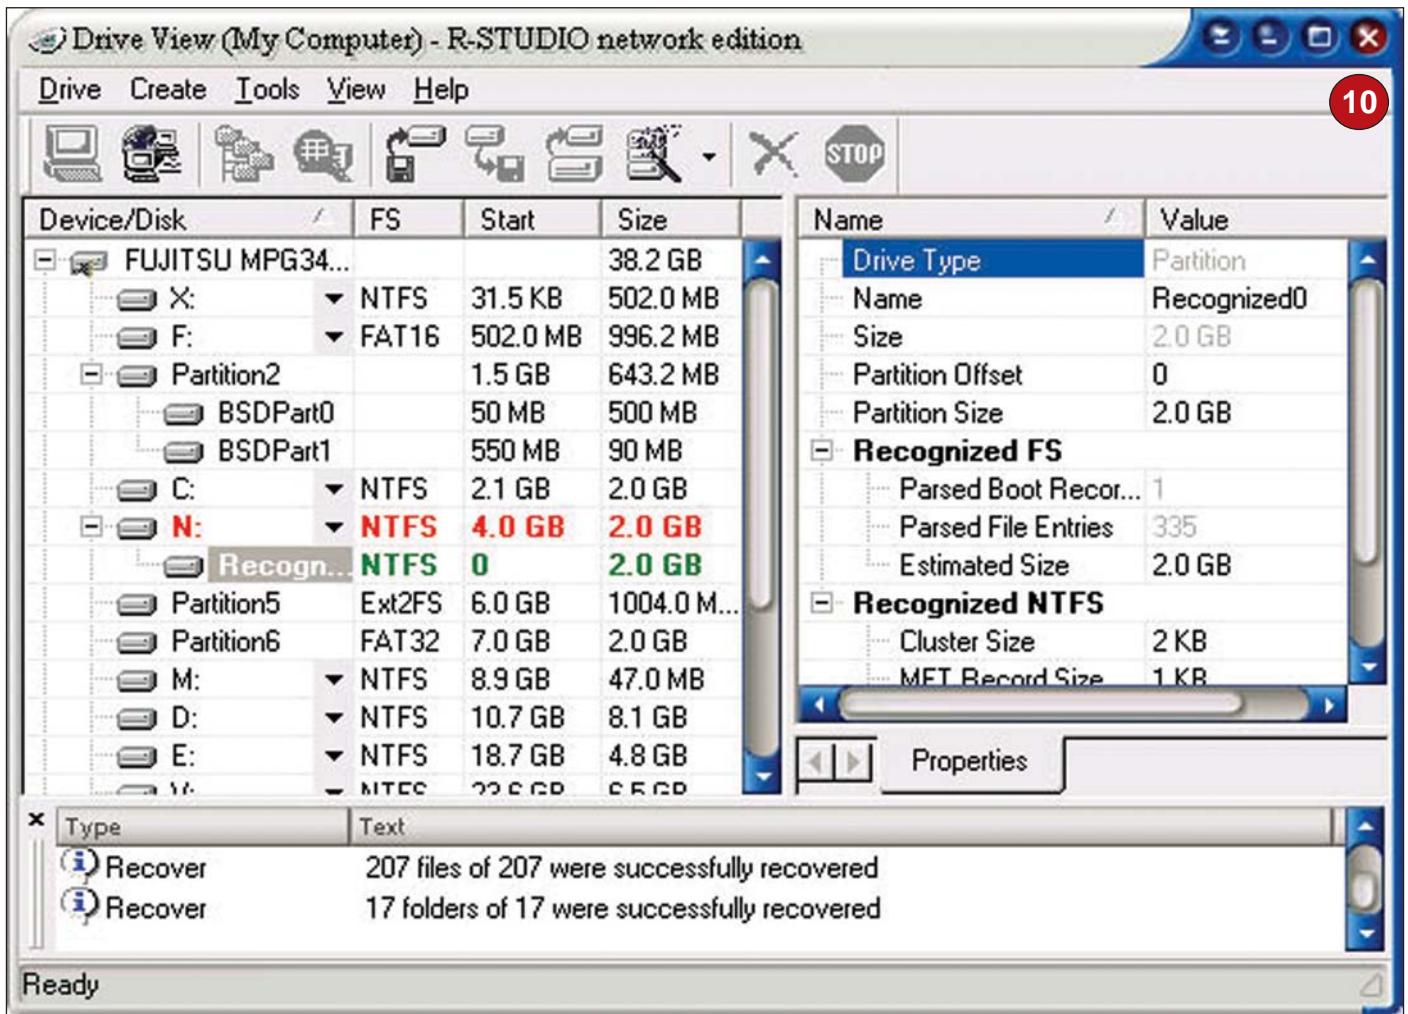 Drive View (My Computer) - R-STUDIO network edition
Drive Create Tools View Help
10
STOP
Device/Disk FS Start Size
FUJITSU MPG34... 38.2 GB
X: NTFS 31.5 KB 502.0 MB
F: FAT16 502.0 MB 996.2 MB
Partition2 1.5 GB 643.2 MB
BSDPart0 50 MB 500 MB
BSDPart1 550 MB 90 MB
C: NTFS 2.1 GB 2.0 GB
N: NTFS 4.0 GB 2.0 GB
Recogn... NTFS 0 2.0 GB
Partition5 Ext2FS 6.0 GB 1004.0 M...
Partition6 FAT32 7.0 GB 2.0 GB
M: NTFS 8.9 GB 47.0 MB
D: NTFS 10.7 GB 8.1 GB
E: NTFS 18.7 GB 4.8 GB
NTFS
Name Value
Drive Type Partition
Name Recognized0
Size 2.0 GB
Partition Offset 0
Partition Size 2.0 GB
Recognized FS
Parsed Boot Recor... 1
Parsed File Entries 335
Estimated Size 2.0 GB
Recognized NTFS
Cluster Size 2 KB
MFT Record Size 1 KB
Properties
Type Text
Recover 207 files of 207 were successfully recovered
Recover 17 folders of 17 were successfully recovered
Ready